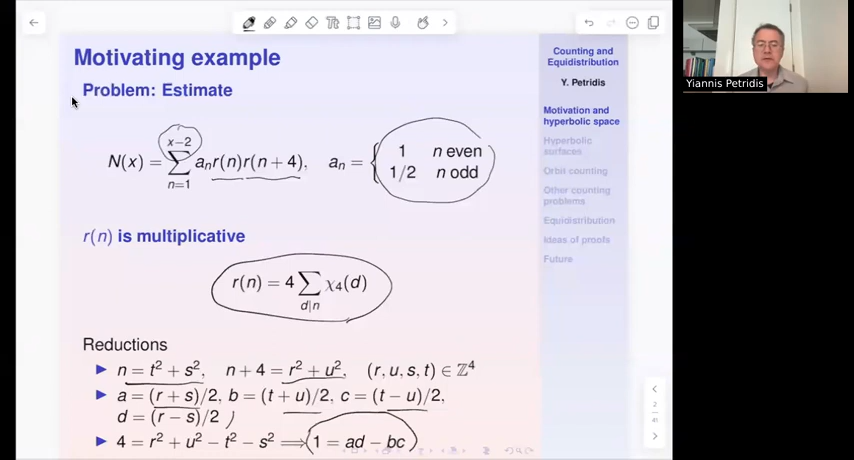 Motivating example
Problem: Estimate
N(x) = ∑_{n=1}^{x−2} a_n r(n)r(n + 4), a_n = { 1 n even
1/2 n odd
r(n) is multiplicative
r(n) = 4 ∑_{d|n} χ_4(d)
Reductions
n = t² + s², n + 4 = r² + u², (r, u, s, t) ∈ ℤ⁴
a = (r + s)/2, b = (t + u)/2, c = (t − u)/2,
d = (r − s)/2
4 = r² + u² − t² − s² ⟹ 1 = ad − bc
Counting and
Equidistribution
Y. Petridis
Motivation and
hyperbolic space
Hyperbolic
surfaces
Orbit counting
Other counting
problems
Equidistribution
Ideas of proofs
Future
2
Yiannis Petridis